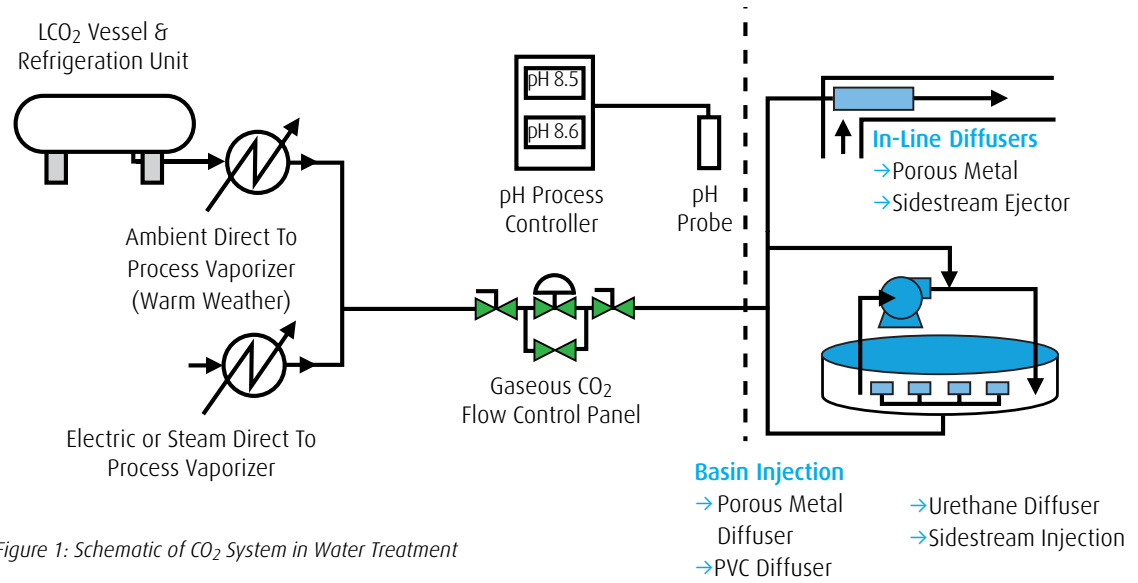 LCO₂ Vessel &
Refrigeration Unit
pH 8.5
pH 8.6
pH Process
Controller
pH
Probe
In-Line Diffusers
→Porous Metal
→Sidestream Ejector
Ambient Direct To
Process Vaporizer
(Warm Weather)
Gaseous CO₂
Flow Control Panel
Electric or Steam Direct To
Process Vaporizer
Basin Injection
→Porous Metal
Diffuser
→PVC Diffuser
→Urethane Diffuser
→Sidestream Injection
igure 1: Schematic of CO₂ System in Water Treatment